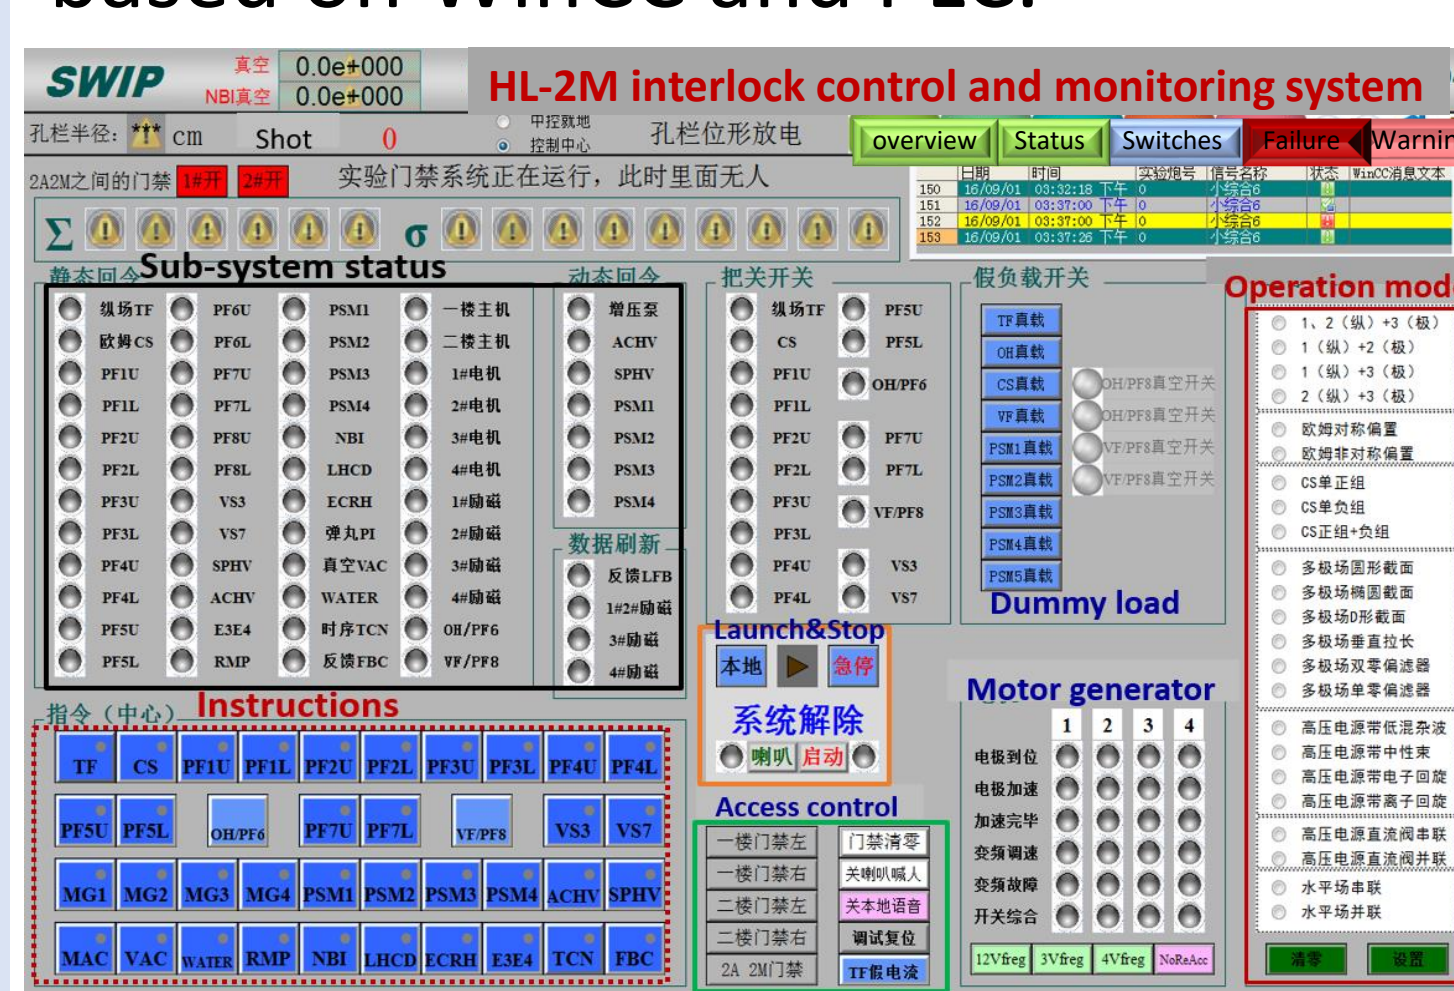 based on WinCC and PLC.
SWIP
真空 0.0e+000
NBI真空 0.0e+000
HL-2M interlock control and monitoring system
孔栏半径: *** cm Shot 0
中控就地
控制中心
孔栏位形放电
overview Status Switches Failure Warnin
2A2M之间的门禁 1#开 2#开 实验门禁系统正在运行，此时里面无人
日期 时间 实验炮号 信号名称 状态 WinCC消息文本
150 16/09/01 03:32:18 下午 0 小综合6
151 16/09/01 03:37:00 下午 0 小综合6
152 16/09/01 03:37:00 下午 0 小综合6
153 16/09/01 03:37:26 下午 0 小综合6
Σ σ
静态回令 Sub-system status
纵场TF PF6U PSM1 一楼主机
欧姆CS PF6L PSM2 二楼主机
PF1U PF7U PSM3 1#电机
PF1L PF7L PSM4 2#电机
PF2U PF8U NBI 3#电机
PF2L PF8L LHCD 4#电机
PF3U VS3 ECRH 1#励磁
PF3L VS7 弹丸PI 2#励磁
PF4U SPHV 真空VAC 3#励磁
PF4L ACHV WATER 4#励磁
PF5U E3E4 时序TCN OH/PF6
PF5L RMP 反馈FBC VF/PF8
动态回令
增压泵
ACHV
SPHV
PSM1
PSM2
PSM3
PSM4
数据刷新
反馈LFB
1#2#励磁
3#励磁
4#励磁
把关开关
纵场TF PF5U
CS PF5L
PF1U OH/PF6
PF1L
PF2U PF7U
PF2L PF7L
PF3U VF/PF8
PF3L
PF4U VS3
PF4L VS7
假负载开关
TF真载
OH真载
CS真载 OH/PF8真空开关
VF真载 OH/PF8真空开关
PSM1真载 VF/PF8真空开关
PSM2真载 VF/PF8真空开关
PSM3真载
PSM4真载
PSM5真载
Dummy load
Operation mod
1、2（纵）+3（极）
1（纵）+2（极）
1（纵）+3（极）
2（纵）+3（极）
欧姆对称偏置
欧姆非对称偏置
CS单正组
CS单负组
CS正组+负组
多极场圆形截面
多极场椭圆截面
多极场D形截面
多极场垂直拉长
多极场双零偏滤器
多极场单零偏滤器
高压电源带低混杂波
高压电源带中性束
高压电源带电子回旋
高压电源带离子回旋
高压电源直流阀串联
高压电源直流阀并联
水平场串联
水平场并联
清零 设置
Launch&Stop
本地 急停
系统解除
喇叭 启动
指令（中心） Instructions
TF CS PF1U PF1L PF2U PF2L PF3U PF3L PF4U PF4L
PF5U PF5L OH/PF6 PF7U PF7L VF/PF8 VS3 VS7
MG1 MG2 MG3 MG4 PSM1 PSM2 PSM3 PSM4 ACHV SPHV
MAC VAC WATER RMP NBI LHCD ECRH E3E4 TCN FBC
Access control
一楼门禁左 门禁清零
一楼门禁右 关喇叭喊人
二楼门禁左 关本地语音
二楼门禁右 调试复位
2A 2M门禁 TF假电流
Motor generator
1 2 3 4
电极到位
电极加速
加速完毕
变频调速
变频故障
开关综合
12Vfreg 3Vfreg 4Vfreg NoReAcc